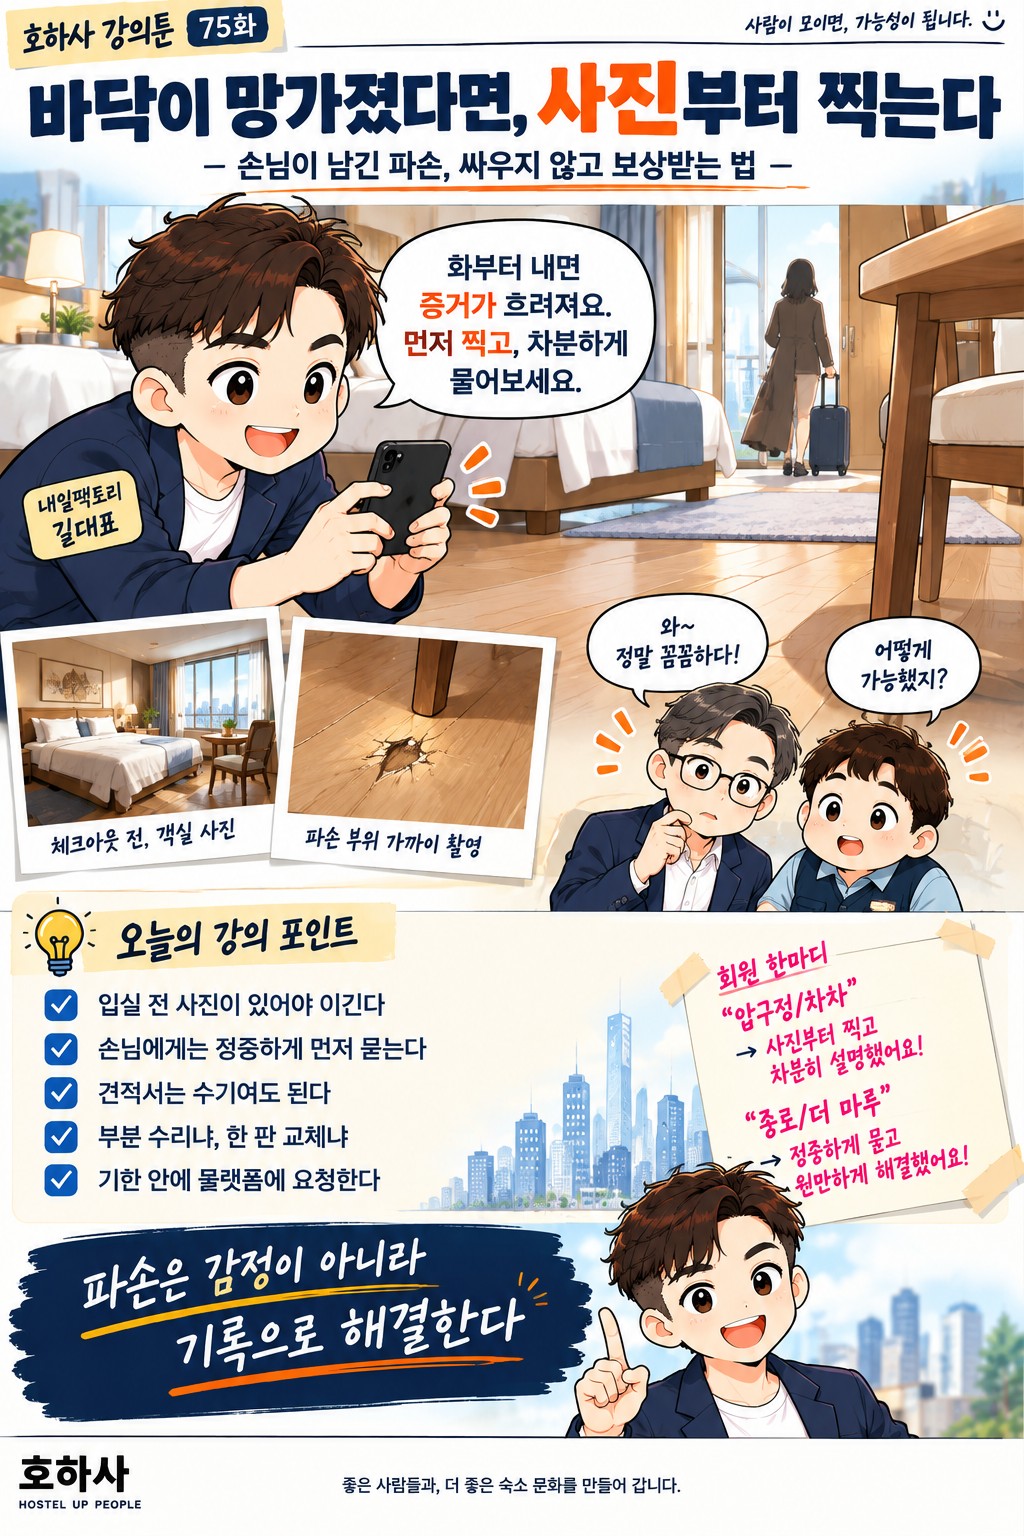 호하사 강의툰 75화
사람이 모이면, 가능성이 됩니다.
바닥이 망가졌다면, 사진부터 찍는다
– 손님이 남긴 파손, 싸우지 않고 보상받는 법 –
화부터 내면
증거가 흐려져요.
먼저 찍고, 차분하게
물어보세요.
내일팩토리
길대표
와~
정말 꼼꼼하다!
어떻게
가능했지?
체크아웃 전, 객실 사진
파손 부위 가까이 촬영
오늘의 강의 포인트
입실 전 사진이 있어야 이긴다
손님에게는 정중하게 먼저 묻는다
견적서는 수기여도 된다
부분 수리냐, 한 판 교체냐
기한 안에 물랫폼에 요청한다
회원 한마디
“압구정/차차”
→ 사진부터 찍고
차분히 설명했어요!
“종로/더 마루”
→ 정중하게 묻고
원만하게 해결했어요!
파손은 감정이 아니라
기록으로 해결한다
호하사
HOSTEL UP PEOPLE
좋은 사람들과, 더 좋은 숙소 문화를 만들어 갑니다.